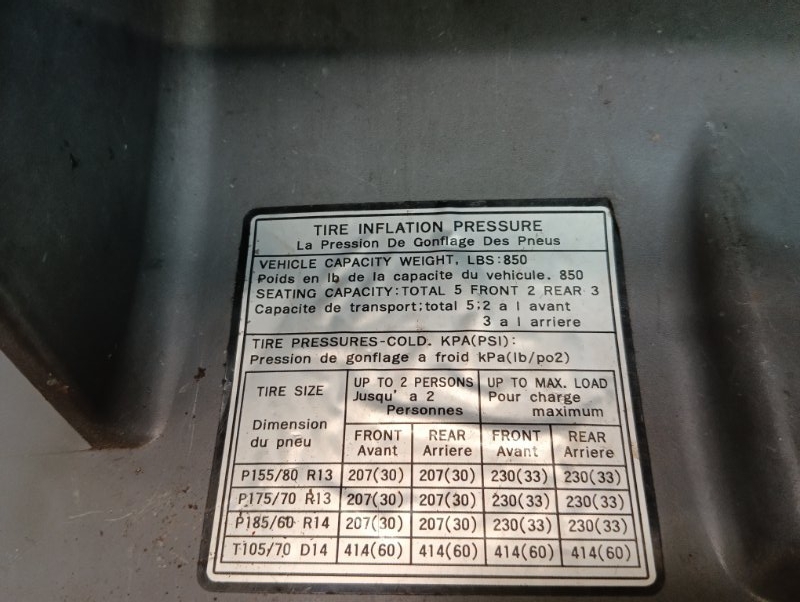 TIRE INFLATION PRESSURE
La Pression De Gonflage Des Pneus
VEHICLE CAPACITY WEIGHT, LBS:850
Poids en lb de la capacite du vehicule. 850
SEATING CAPACITY:TOTAL 5 FRONT 2 REAR 3
Capacite de transport:total 5:2 a l avant
3 a l arriere
TIRE PRESSURES-COLD. KPA(PSI):
Pression de gonflage a froid kPa(lb/po2)
TIRE SIZE
Dimension
du pneu
UP TO 2 PERSONS
Jusqu' a 2
Personnes
UP TO MAX. LOAD
Pour charge
maximum
FRONT REAR FRONT REAR
Avant Arriere Avant Arriere
P155/80 R13 207(30) 207(30) 230(33) 230(33)
P175/70 R13 207(30) 207(30) 230(33) 230(33)
P185/60 R14 207(30) 207(30) 230(33) 230(33)
T105/70 D14 414(60) 414(60) 414(60) 414(60)